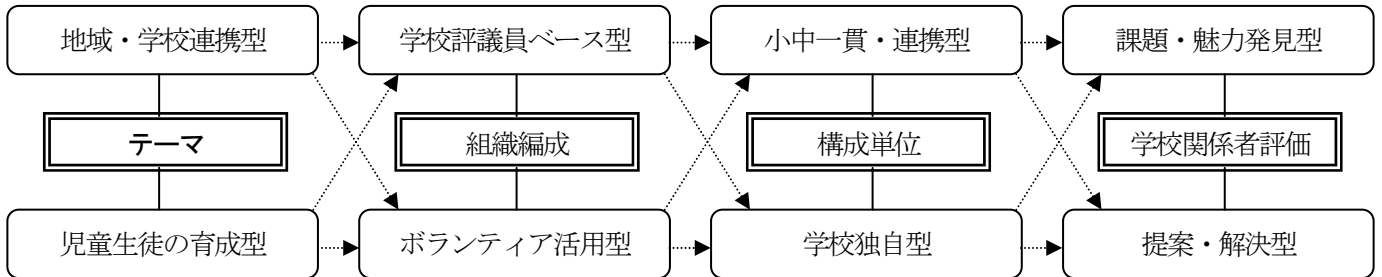 地域・学校連携型
学校評議員ベース型
小中一貫・連携型
課題・魅力発見型
テーマ
組織編成
構成単位
学校関係者評価
児童生徒の育成型
ボランティア活用型
学校独自型
提案・解決型